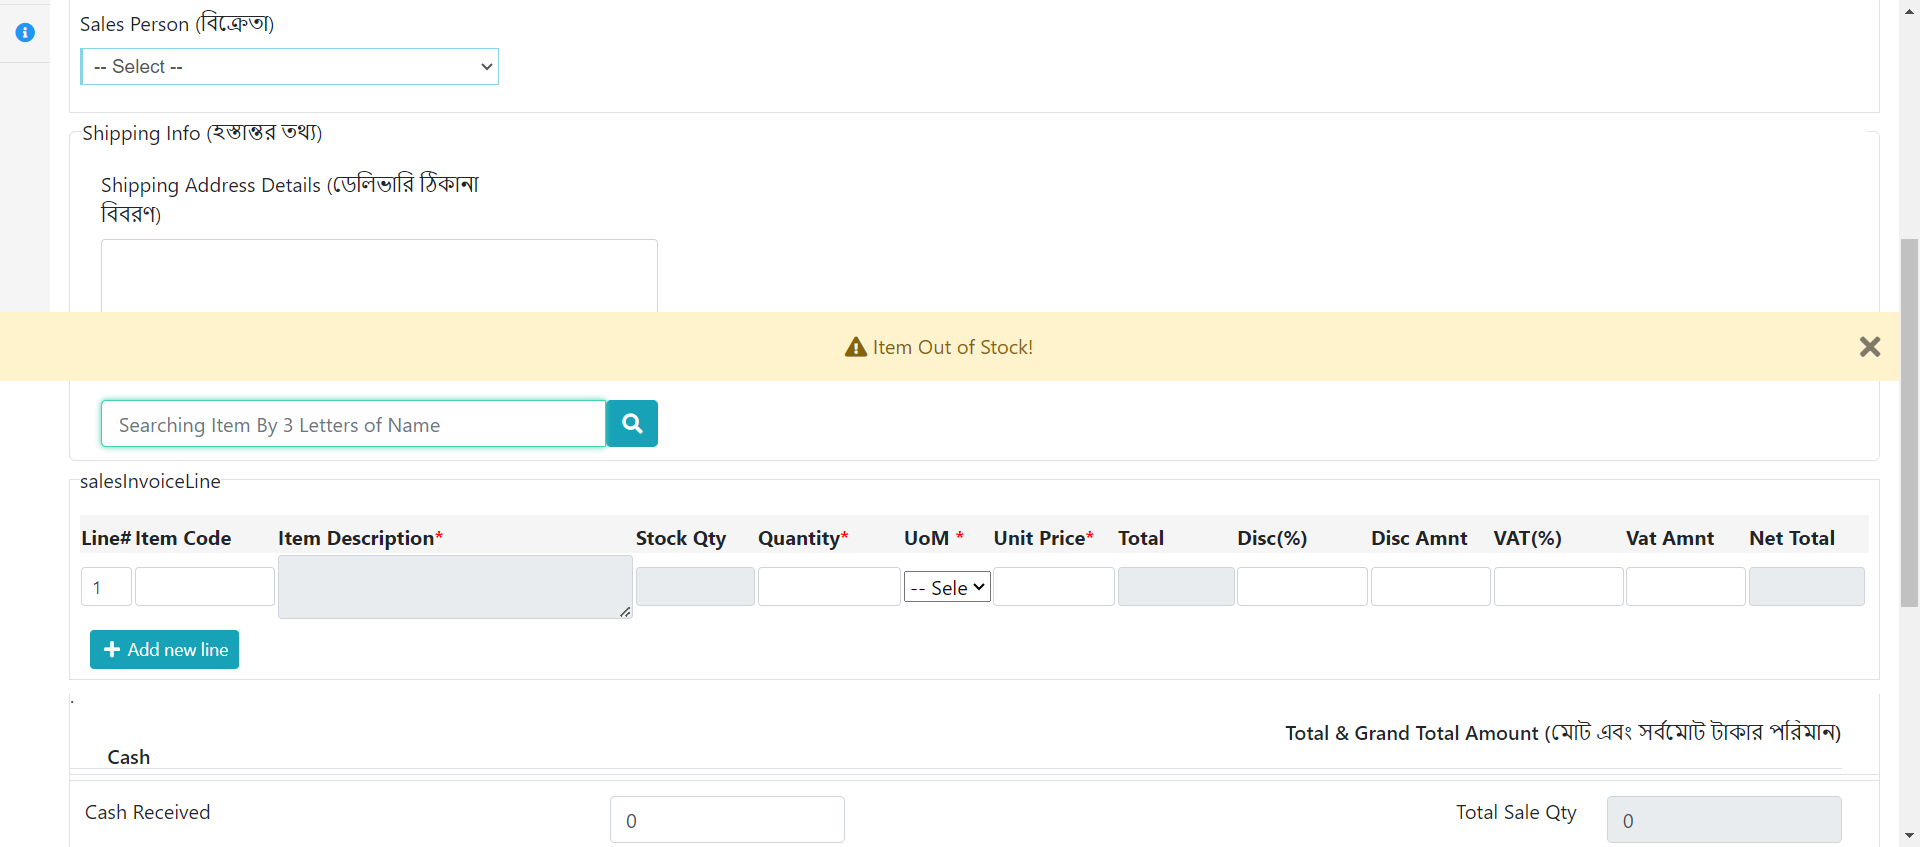 Sales Person (বিক্রেতা)
-- Select --
Shipping Info (হস্তান্তর তথ্য)
Shipping Address Details (ডেলিভারি ঠিকানা
বিবরণ)
Item Out of Stock!
Searching Item By 3 Letters of Name
salesInvoiceLine
Line# Item Code Item Description* Stock Qty Quantity* UoM * Unit Price* Total Disc(%) Disc Amnt VAT(%) Vat Amnt Net Total
1 -- Sele
Add new line
.
Total & Grand Total Amount (মোট এবং সর্বমোট টাকার পরিমান)
Cash
Cash Received 0 Total Sale Qty 0